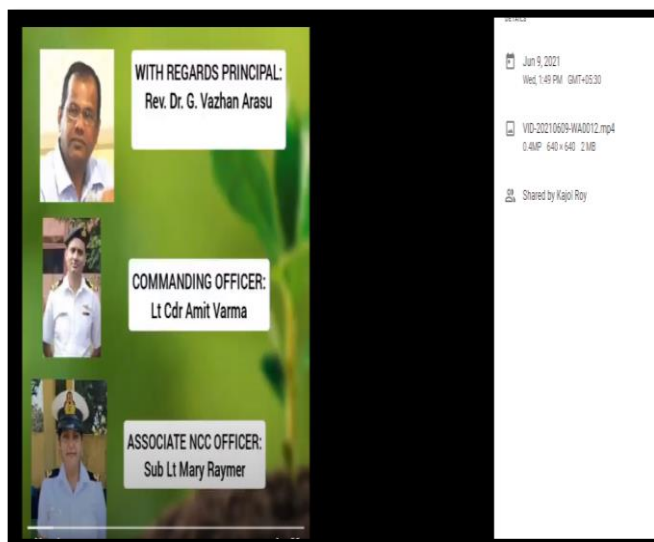 WITH REGARDS PRINCIPAL:
Rev. Dr. G. Vazhan Arasu
COMMANDING OFFICER:
Lt Cdr Amit Varma
ASSOCIATE NCC OFFICER:
Sub Lt Mary Raymer
DETAILS
Jun 9, 2021
Wed, 1:49 PM GMT+05:30
VID-20210609-WA0012.mp4
0.4MP 640 × 640 2 MB
Shared by Kajol Roy